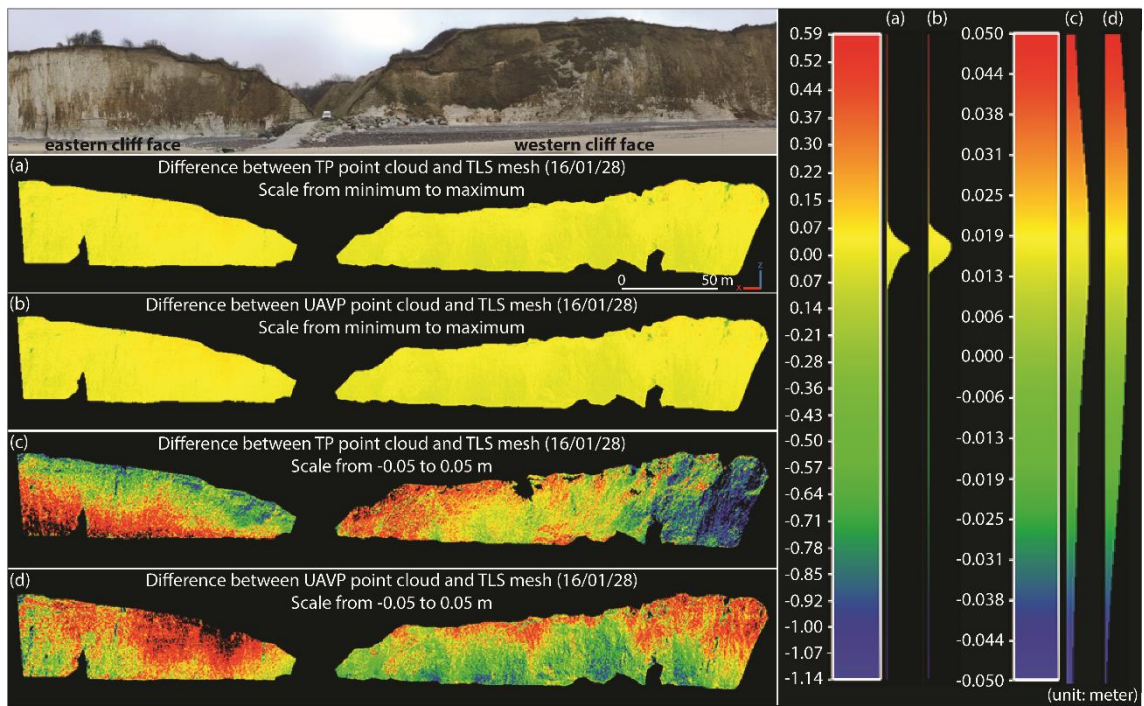 eastern cliff face
western cliff face
(a)
Difference between TP point cloud and TLS mesh (16/01/28)
Scale from minimum to maximum
0 50 m
z
x
(b)
Difference between UAVP point cloud and TLS mesh (16/01/28)
Scale from minimum to maximum
(c)
Difference between TP point cloud and TLS mesh (16/01/28)
Scale from -0.05 to 0.05 m
(d)
Difference between UAVP point cloud and TLS mesh (16/01/28)
Scale from -0.05 to 0.05 m
(a) (b)
0.59
0.52
0.44
0.37
0.30
0.22
0.15
0.07
0.00
0.07
-0.14
-0.21
-0.28
-0.36
-0.43
-0.50
-0.57
-0.64
-0.71
-0.78
-0.85
-0.92
-1.00
-1.07
-1.14
(c) (d)
0.050
0.044
0.038
0.031
0.025
0.019
0.013
0.006
0.000
-0.006
-0.013
-0.019
-0.025
-0.031
-0.038
-0.044
-0.050
(unit: meter)